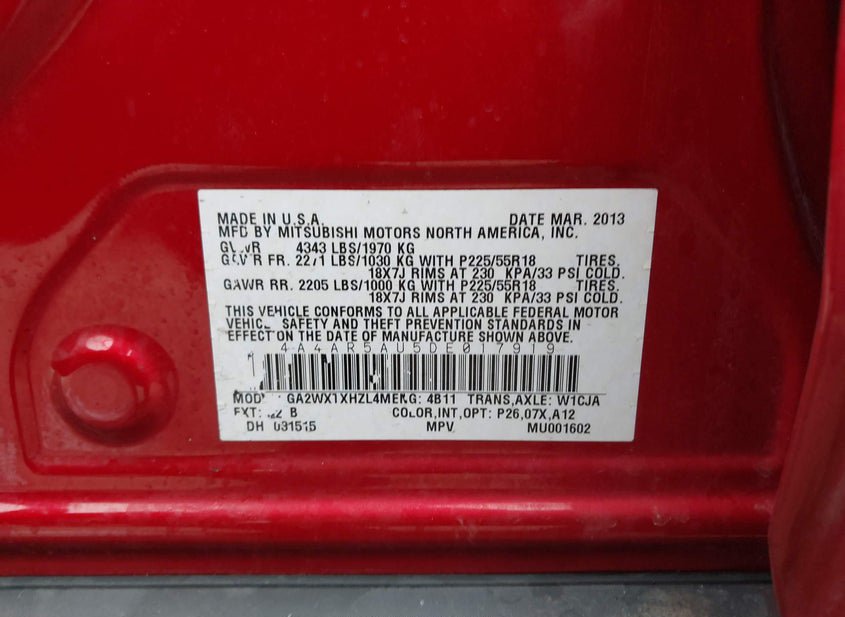 MADE IN U.S.A. DATE MAR. 2013
MFD BY MITSUBISHI MOTORS NORTH AMERICA, INC.
4343 LBS/1970 KG
FR. LBS/1030 KG WITH P225/55R18 TIRES.
18X7J RIMS AT 230 KPA/33 PSI COLD.
GAWR RR. 2205 LBS/1000 KG WITH P225/55R18 TIRES.
18X7J RIMS AT 230 KPA/33 PSI COLD.
THIS VEHICLE CONFORMS TO ALL APPLICABLE FEDERAL MOTOR
SAFETY AND THEFT PREVENTION STANDARDS IN
EFFECT ON THE DATE OF MANUFACTURE SHOWN ABOVE.
4A4AR5AU5DE017919
4B11 TRANS,AXLE: W1CJA
EXT: B COLOR,INT,OPT: P26,07X,A12
DH 031515 MPV MU001602